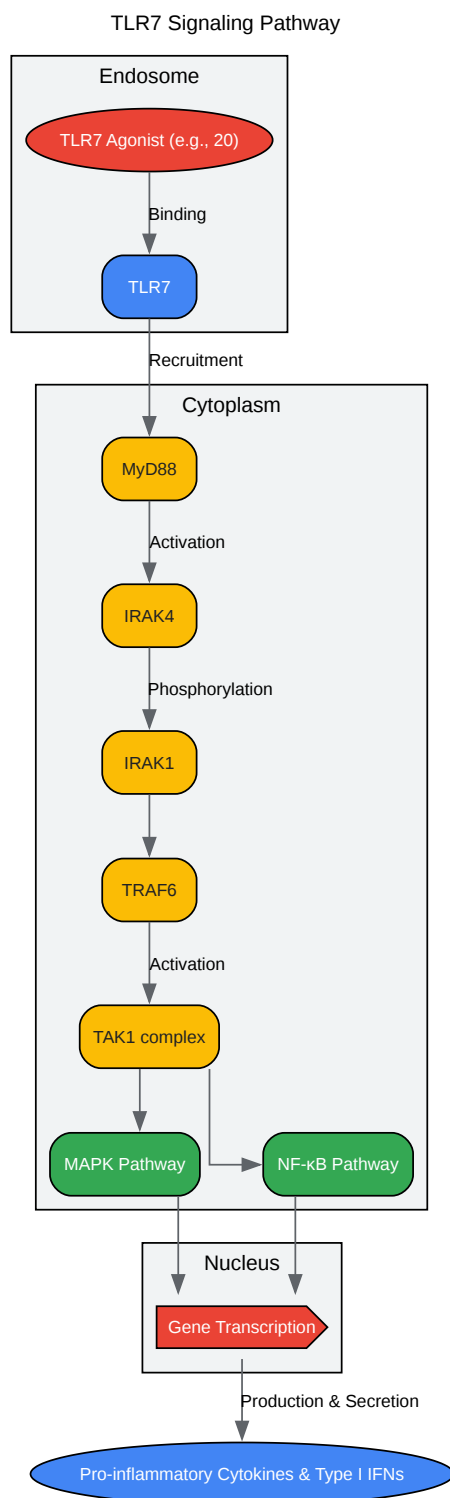 TLR7 Signaling Pathway
Endosome
TLR7 Agonist (e.g., 20)
Binding
TLR7
Recruitment
Cytoplasm
MyD88
Activation
IRAK4
Phosphorylation
IRAK1
TRAF6
Activation
TAK1 complex
MAPK Pathway
NF-κB Pathway
Nucleus
Gene Transcription
Production & Secretion
Pro-inflammatory Cytokines & Type I IFNs